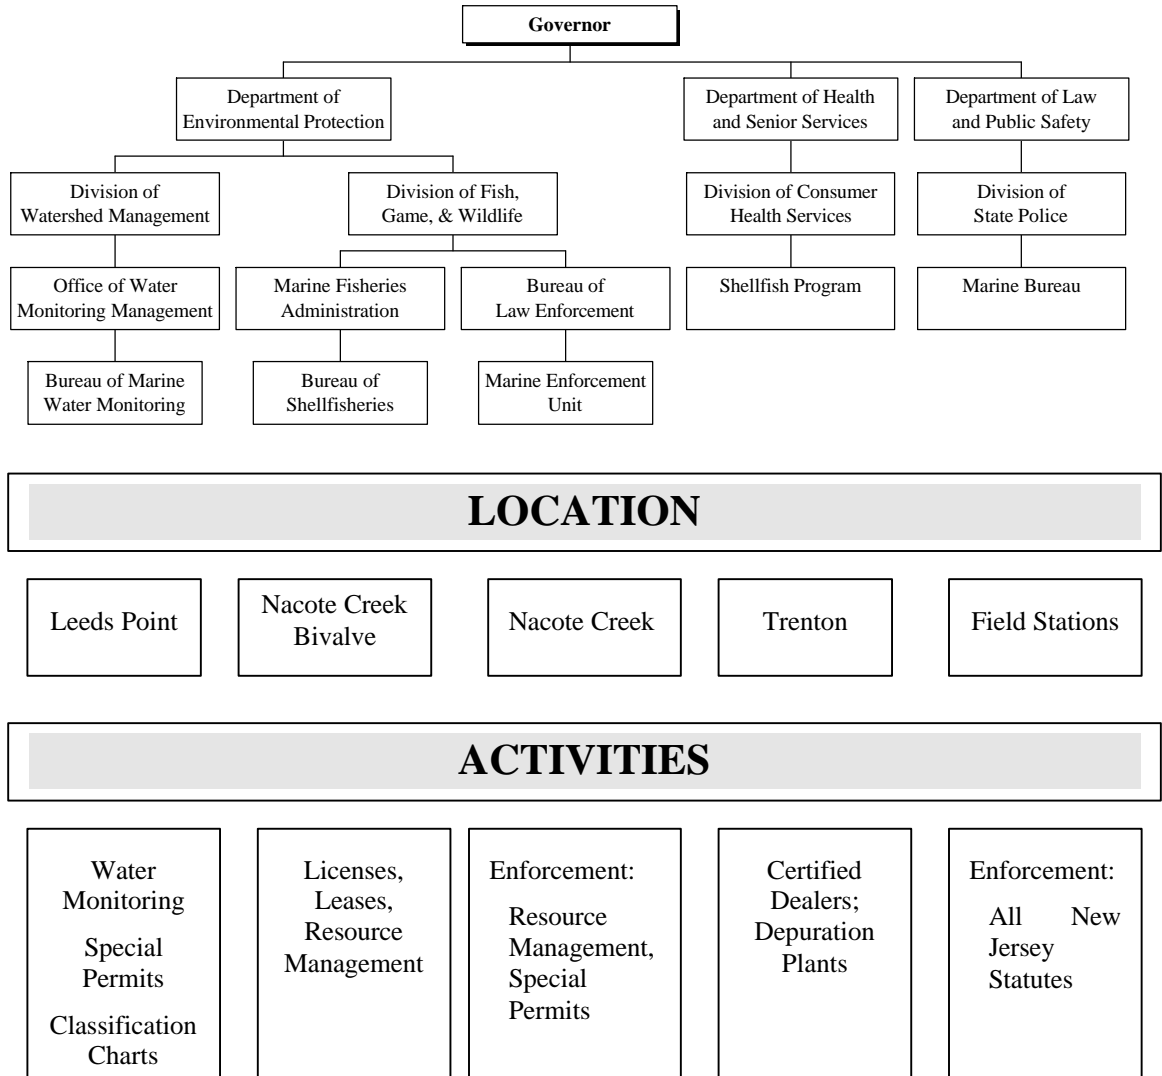 Governor
Department of
Environmental Protection
Department of Health
and Senior Services
Department of Law
and Public Safety
Division of
Watershed Management
Division of Fish,
Game, & Wildlife
Division of Consumer
Health Services
Division of
State Police
Office of Water
Monitoring Management
Marine Fisheries
Administration
Bureau of
Law Enforcement
Shellfish Program
Marine Bureau
Bureau of Marine
Water Monitoring
Bureau of
Shellfisheries
Marine Enforcement
Unit
LOCATION
Leeds Point
Nacote Creek
Bivalve
Nacote Creek
Trenton
Field Stations
ACTIVITIES
Water
Monitoring
Special
Permits
Classification
Charts
Licenses,
Leases,
Resource
Management
Enforcement:
Resource
Management,
Special
Permits
Certified
Dealers;
Depuration
Plants
Enforcement:
All New
Jersey
Statutes